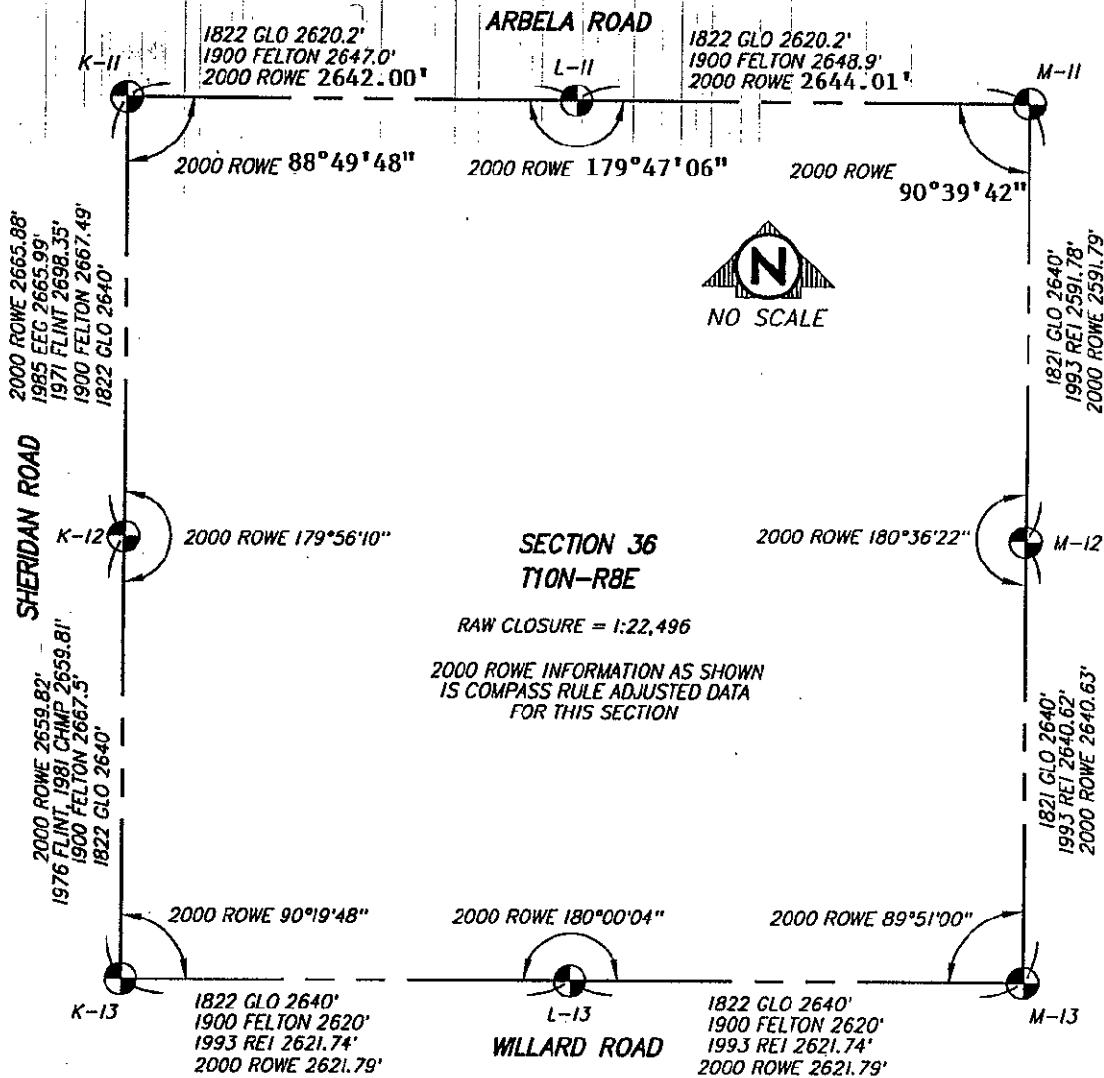 ARBELA ROAD
1822 GLO 2620.2'
1900 FELTON 2647.0'
2000 ROWE 2642.00'
1822 GLO 2620.2'
1900 FELTON 2648.9'
2000 ROWE 2644.01'
K-11
L-11
M-11
2000 ROWE 88°49'48"
2000 ROWE 179°47'06"
2000 ROWE
90°39'42"
2000 ROWE 2665.88'
1985 EEG 2665.99'
1971 FLINT 2698.35'
1900 FELTON 2667.49'
1822 GLO 2640'
N
NO SCALE
1821 GLO 2640'
1993 REI 2591.78'
2000 ROWE 2591.79'
SHERIDAN ROAD
K-12
2000 ROWE 179°56'10"
SECTION 36
T10N-R8E
2000 ROWE 180°36'22"
M-12
RAW CLOSURE = 1:22,496
2000 ROWE INFORMATION AS SHOWN
IS COMPASS RULE ADJUSTED DATA
FOR THIS SECTION
2000 ROWE 2659.82'
1976 FLINT, 1981 CHMP 2659.81'
1900 FELTON 2667.5'
1822 GLO 2640'
1821 GLO 2640'
1993 REI 2640.62'
2000 ROWE 2640.63'
2000 ROWE 90°19'48"
2000 ROWE 180°00'04"
2000 ROWE 89°51'00"
K-13
L-13
M-13
1822 GLO 2640'
1900 FELTON 2620'
1993 REI 2621.74'
2000 ROWE 2621.79'
WILLARD ROAD
1822 GLO 2640'
1900 FELTON 2620'
1993 REI 2621.74'
2000 ROWE 2621.79'